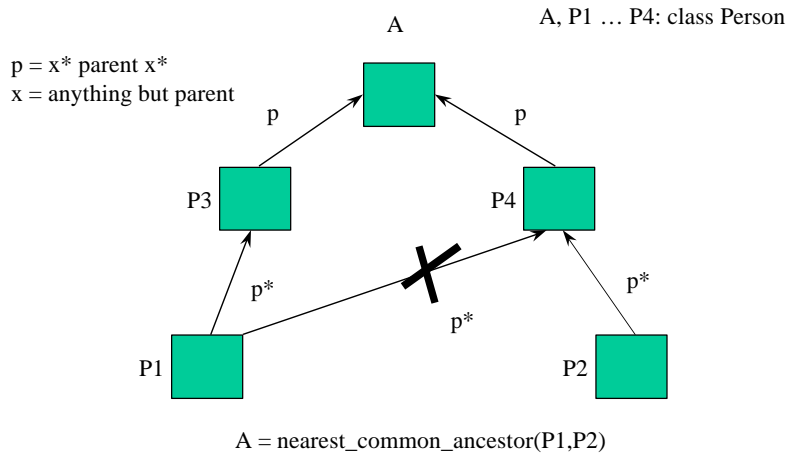 A
A, P1 … P4: class Person
p = x* parent x*
x = anything but parent
p
p
P3
P4
p*
p*
p*
P1
P2
A = nearest_common_ancestor(P1,P2)